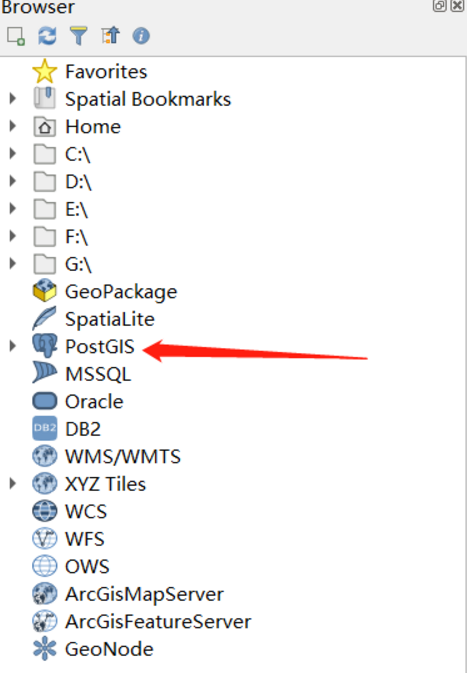 Browser
Favorites
Spatial Bookmarks
Home
C:\
D:\
E:\
F:\
G:\
GeoPackage
SpatiaLite
PostGIS
MSSQL
Oracle
DB2 DB2
WMS/WMTS
XYZ Tiles
WCS
WFS
OWS
ArcGisMapServer
ArcGisFeatureServer
GeoNode